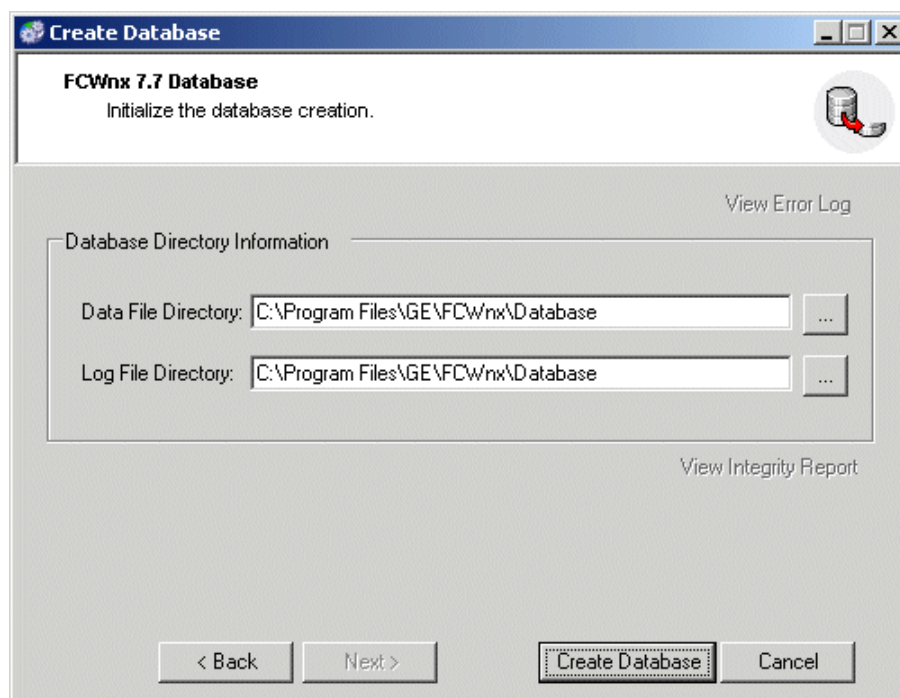 Create Database
FCWnx 7.7 Database
Initialize the database creation.
View Error Log
Database Directory Information
Data File Directory: C:\Program Files\GE\FCWnx\Database ...
Log File Directory: C:\Program Files\GE\FCWnx\Database ...
View Integrity Report
< Back Next > Create Database Cancel